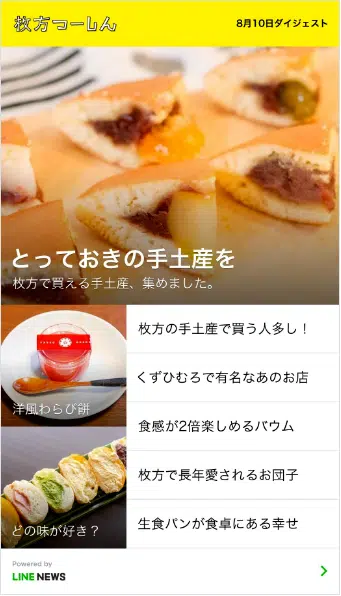 枚方つーしん
8月10日ダイジェスト
とっておきの手土産を
枚方で買える手土産、集めました。
枚方の手土産で買う人多し！
くずひむろで有名なあのお店
洋風わらび餅
食感が2倍楽しめるバウム
枚方で長年愛されるお団子
どの味が好き？
生食パンが食卓にある幸せ
Powered by
LINE NEWS